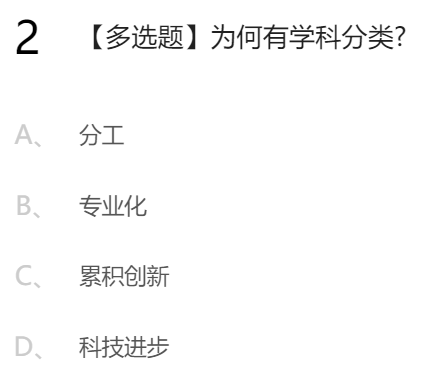 2 【多选题】为何有学科分类?
A、 分工
B、 专业化
C、 累积创新
D、 科技进步